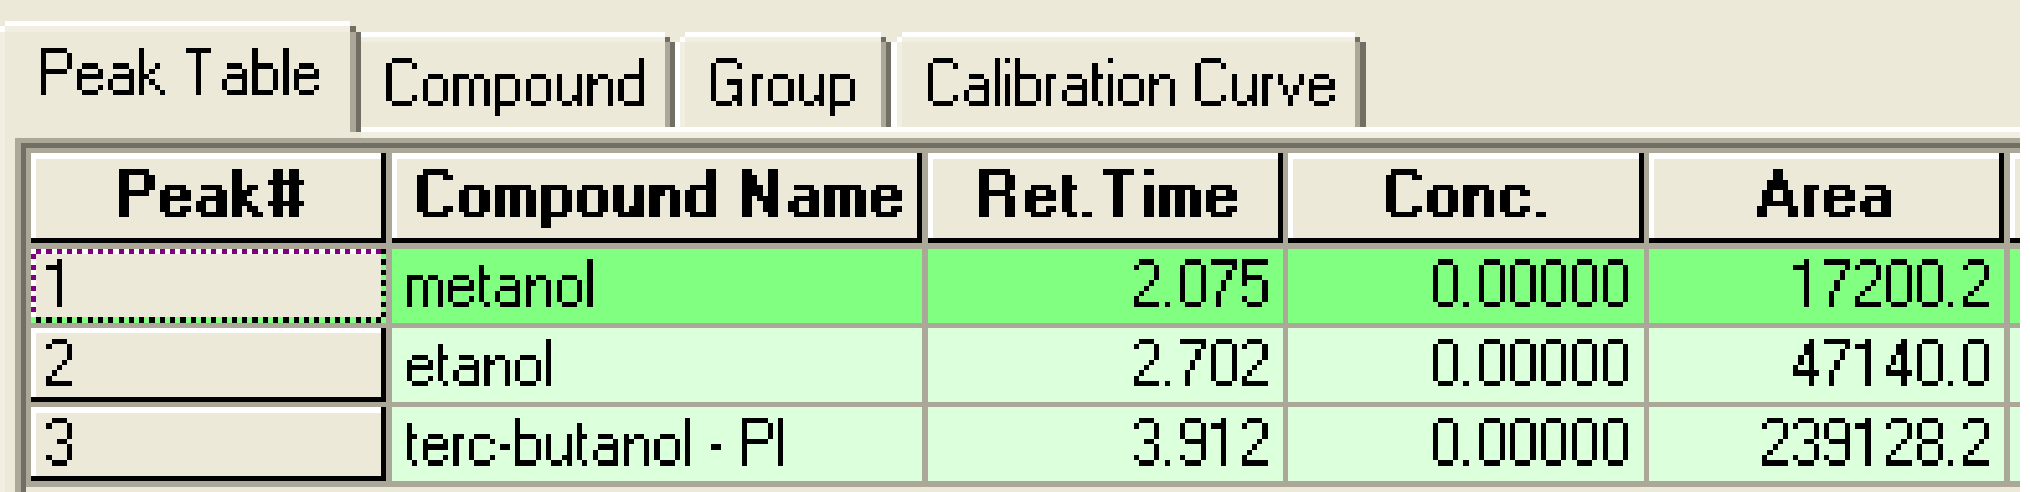 Peak Table Compound Group Calibration Curve
Peak# Compound Name Ret.Time Conc. Area
1 metanol 2.075 0.00000 17200.2
2 etanol 2.702 0.00000 47140.0
3 terc-butanol - PI 3.912 0.00000 239128.2